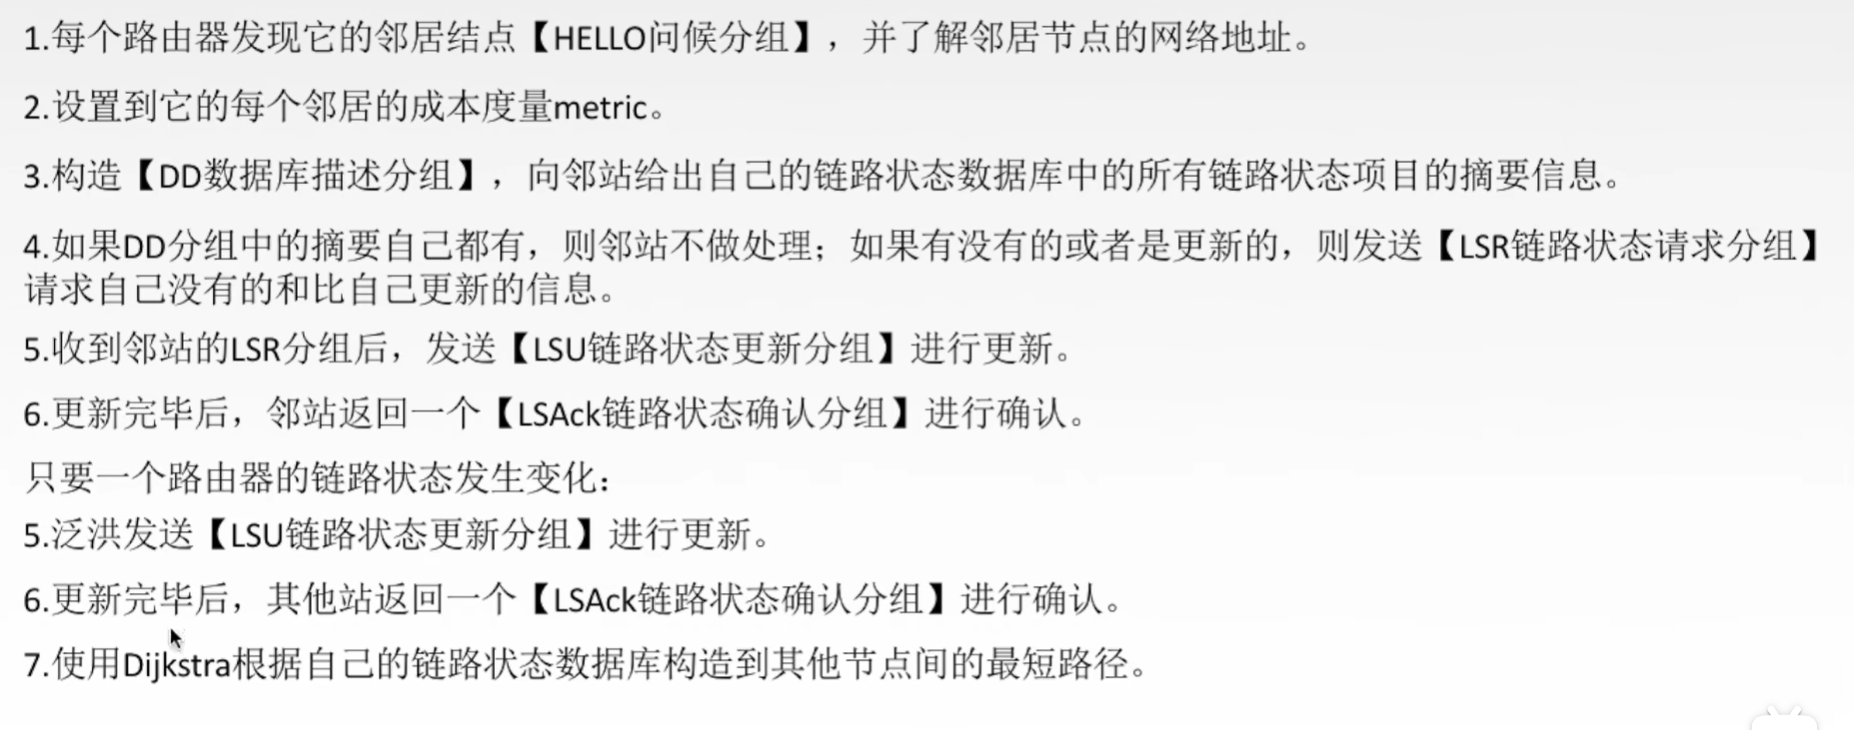 1.每个路由器发现它的邻居结点【HELLO问候分组】，并了解邻居节点的网络地址。
2.设置到它的每个邻居的成本度量metric。
3.构造【DD数据库描述分组】，向邻站给出自己的链路状态数据库中的所有链路状态项目的摘要信息。
4.如果DD分组中的摘要自己都有，则邻站不做处理；如果有没有的或者是更新的，则发送【LSR链路状态请求分组】
请求自己没有的和比自己更新的信息。
5.收到邻站的LSR分组后，发送【LSU链路状态更新分组】进行更新。
6.更新完毕后，邻站返回一个【LSAck链路状态确认分组】进行确认。
只要一个路由器的链路状态发生变化：
5.泛洪发送【LSU链路状态更新分组】进行更新。
6.更新完毕后，其他站返回一个【LSAck链路状态确认分组】进行确认。
7.使用Dijkstra根据自己的链路状态数据库构造到其他节点间的最短路径。